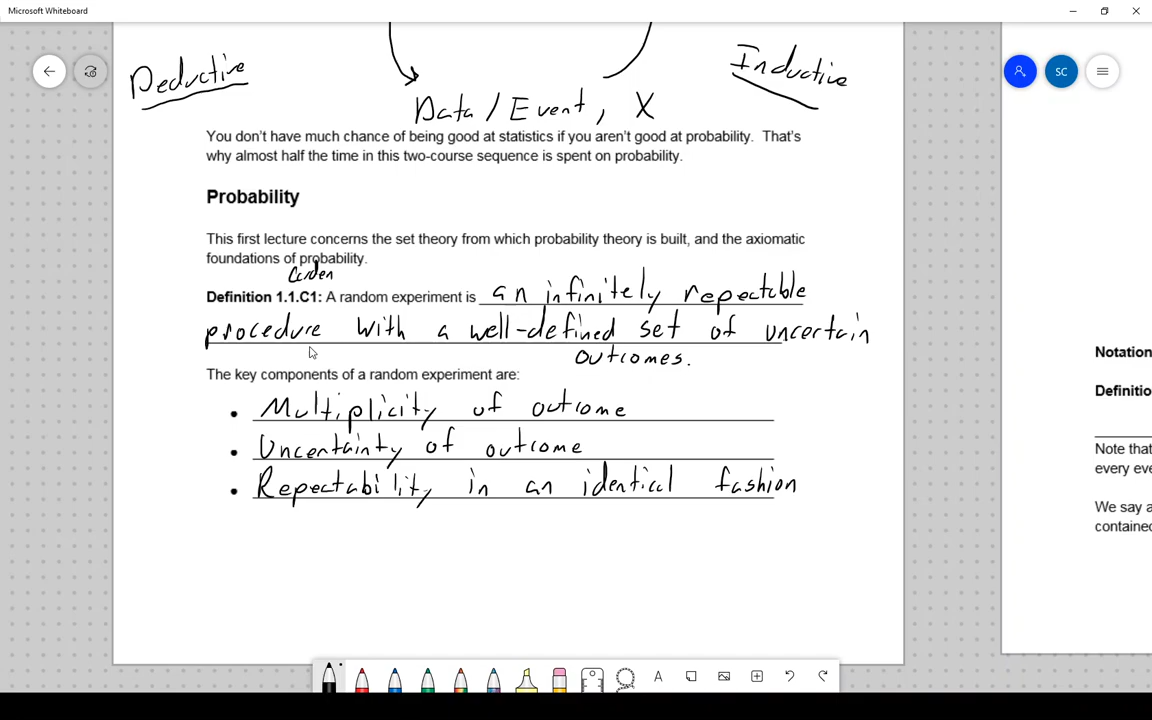 Microsoft Whiteboard
Deductive
Inductive
Data / Event, X
You don't have much chance of being good at statistics if you aren't good at probability. That's
why almost half the time in this two-course sequence is spent on probability.
Probability
This first lecture concerns the set theory from which probability theory is built, and the axiomatic
foundations of probability.
Definition 1.1.C1: A random experiment is an infinitely repeatable
procedure with a well-defined set of uncertain
outcomes.
The key components of a random experiment are:
• Multiplicity of outcome
• Uncertainty of outcome
• Repeatability in an identical fashion
SC
Notation
Definitio
Note that
every eve
We say a
contained
A